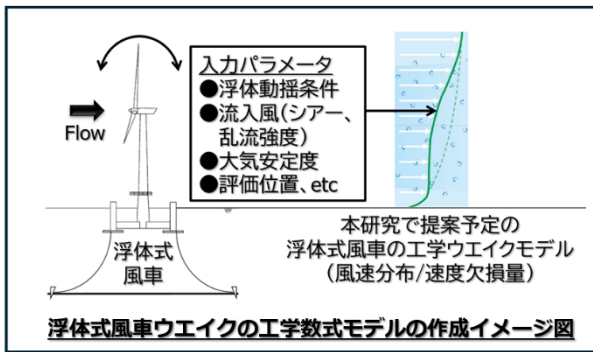 入力パラメータ
●浮体動揺条件
●流入風(シアー、
乱流強度)
●大気安定度
●評価位置、etc
Flow
浮体式
風車
本研究で提案予定の
浮体式風車の工学ウエイクモデル
(風速分布/速度欠損量)
浮体式風車ウエイクの工学数式モデルの作成イメージ図